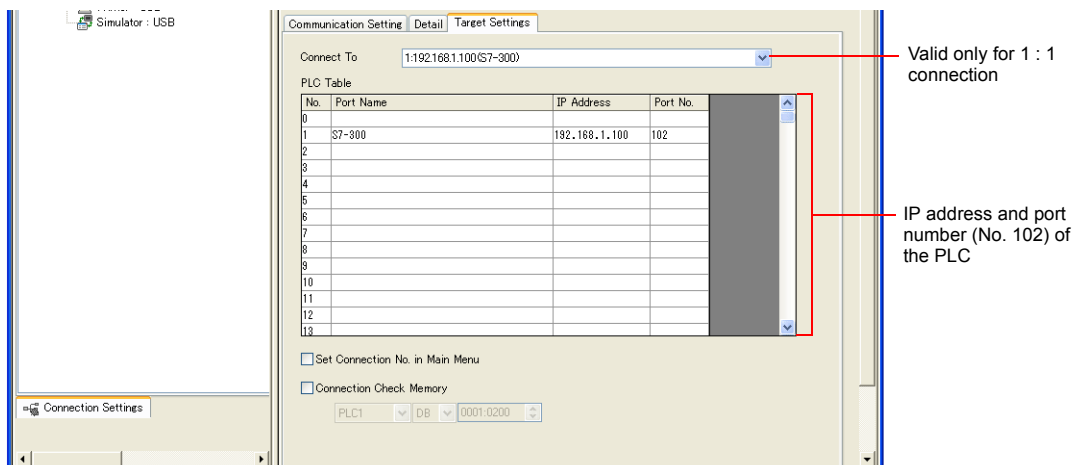 Simulator : USB
Communication Setting Detail Target Settings
Connect To 1:192.168.1.100(S7-300)
Valid only for 1 : 1
connection
PLC Table
No. Port Name IP Address Port No.
0
1 S7-300 192.168.1.100 102
2
3
4
5
6
7
8
9
10
11
12
13
IP address and port
number (No. 102) of
the PLC
Set Connection No. in Main Menu
Connection Check Memory
PLC1 DB 0001:0200
Connection Settings